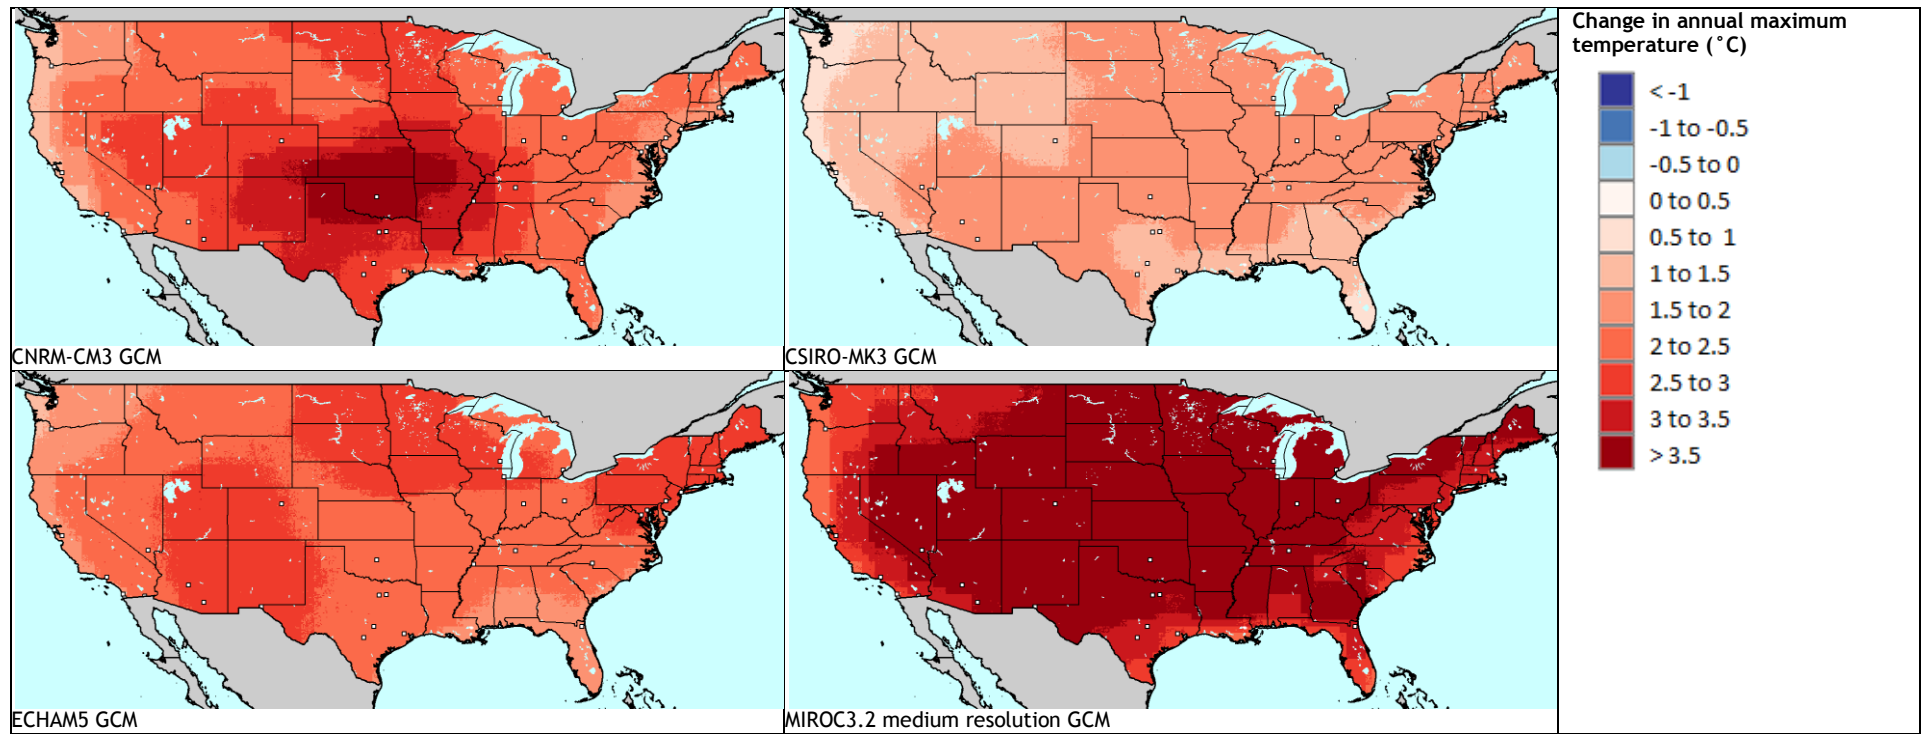 CNRM-CM3 GCM
CSIRO-MK3 GCM
ECHAM5 GCM
MIROC3.2 medium resolution GCM
Change in annual maximum
temperature (˚C)
< -1
-1 to -0.5
-0.5 to 0
0 to 0.5
0.5 to 1
1 to 1.5
1.5 to 2
2 to 2.5
2.5 to 3
3 to 3.5
> 3.5